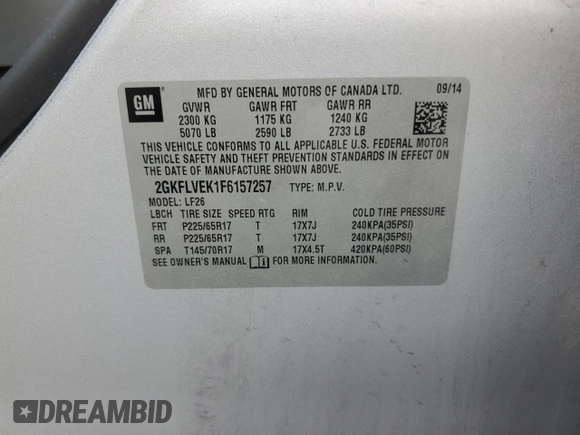 GM
MFD BY GENERAL MOTORS OF CANADA LTD. 09/14
GVWR GAWR FRT GAWR RR
2300 KG 1175 KG 1240 KG
5070 LB 2590 LB 2733 LB
THIS VEHICLE CONFORMS TO ALL APPLICABLE U.S. FEDERAL MOTOR
VEHICLE SAFETY AND THEFT PREVENTION STANDARDS IN EFFECT ON
THE DATE OF MANUFACTURE SHOWN ABOVE.
2GKFLVEK1F6157257 TYPE: M.P.V.
MODEL: LF26
LBCH TIRE SIZE SPEED RTG RIM COLD TIRE PRESSURE
FRT P225/65R17 T 17X7J 240KPA(35PSI)
RR P225/65R17 T 17X7J 240KPA(35PSI)
SPA T145/70R17 M 17X4.5T 420KPA(60PSI)
SEE OWNER'S MANUAL FOR MORE INFORMATION.
DREAMBID